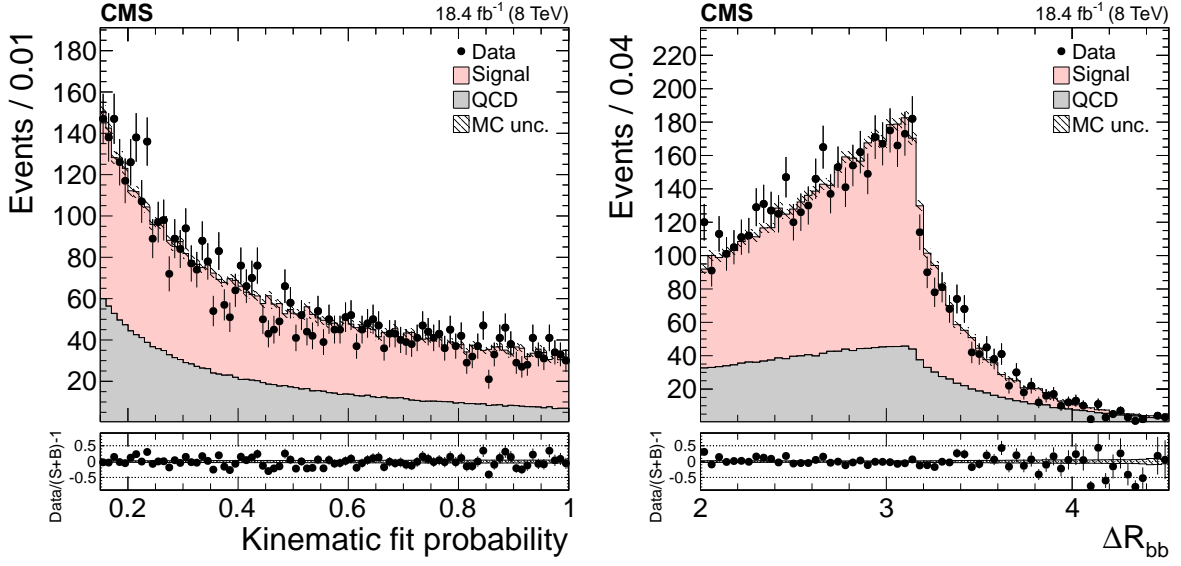 CMS 18.4 fb⁻¹ (8 TeV)
Events / 0.01
180
160
140
120
100
80
60
40
20
Data
Signal
QCD
MC unc.
Data/(S+B)-1
0.5
0
-0.5
0.2 0.4 0.6 0.8 1
Kinematic fit probability
CMS 18.4 fb⁻¹ (8 TeV)
Events / 0.04
220
200
180
160
140
120
100
80
60
40
20
Data
Signal
QCD
MC unc.
Data/(S+B)-1
0.5
0
-0.5
2 3 4
ΔR_bb